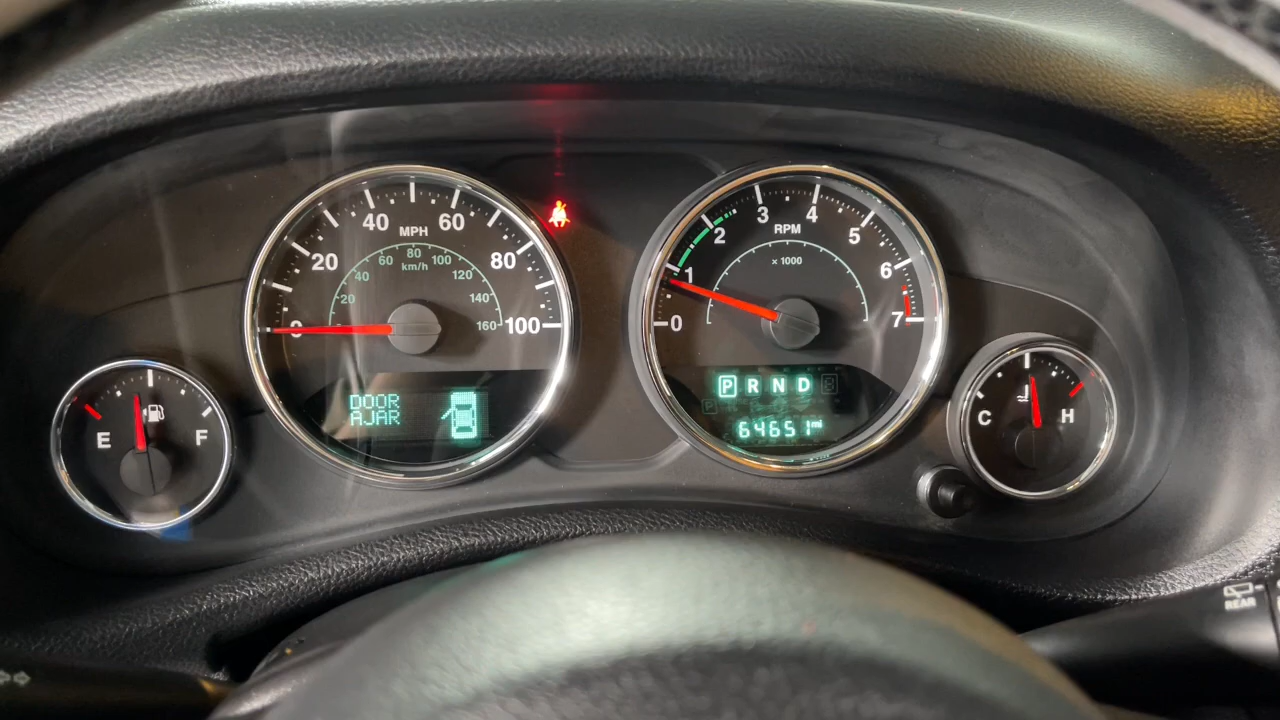 40 MPH 60
20 80
0 100
60 80 100
km/h
40 120
20 140
160
3 4
2 RPM 5
x 1000
1 6
0 7
E F
DOOR
AJAR
P R N D
64651 mi
C H
REAR